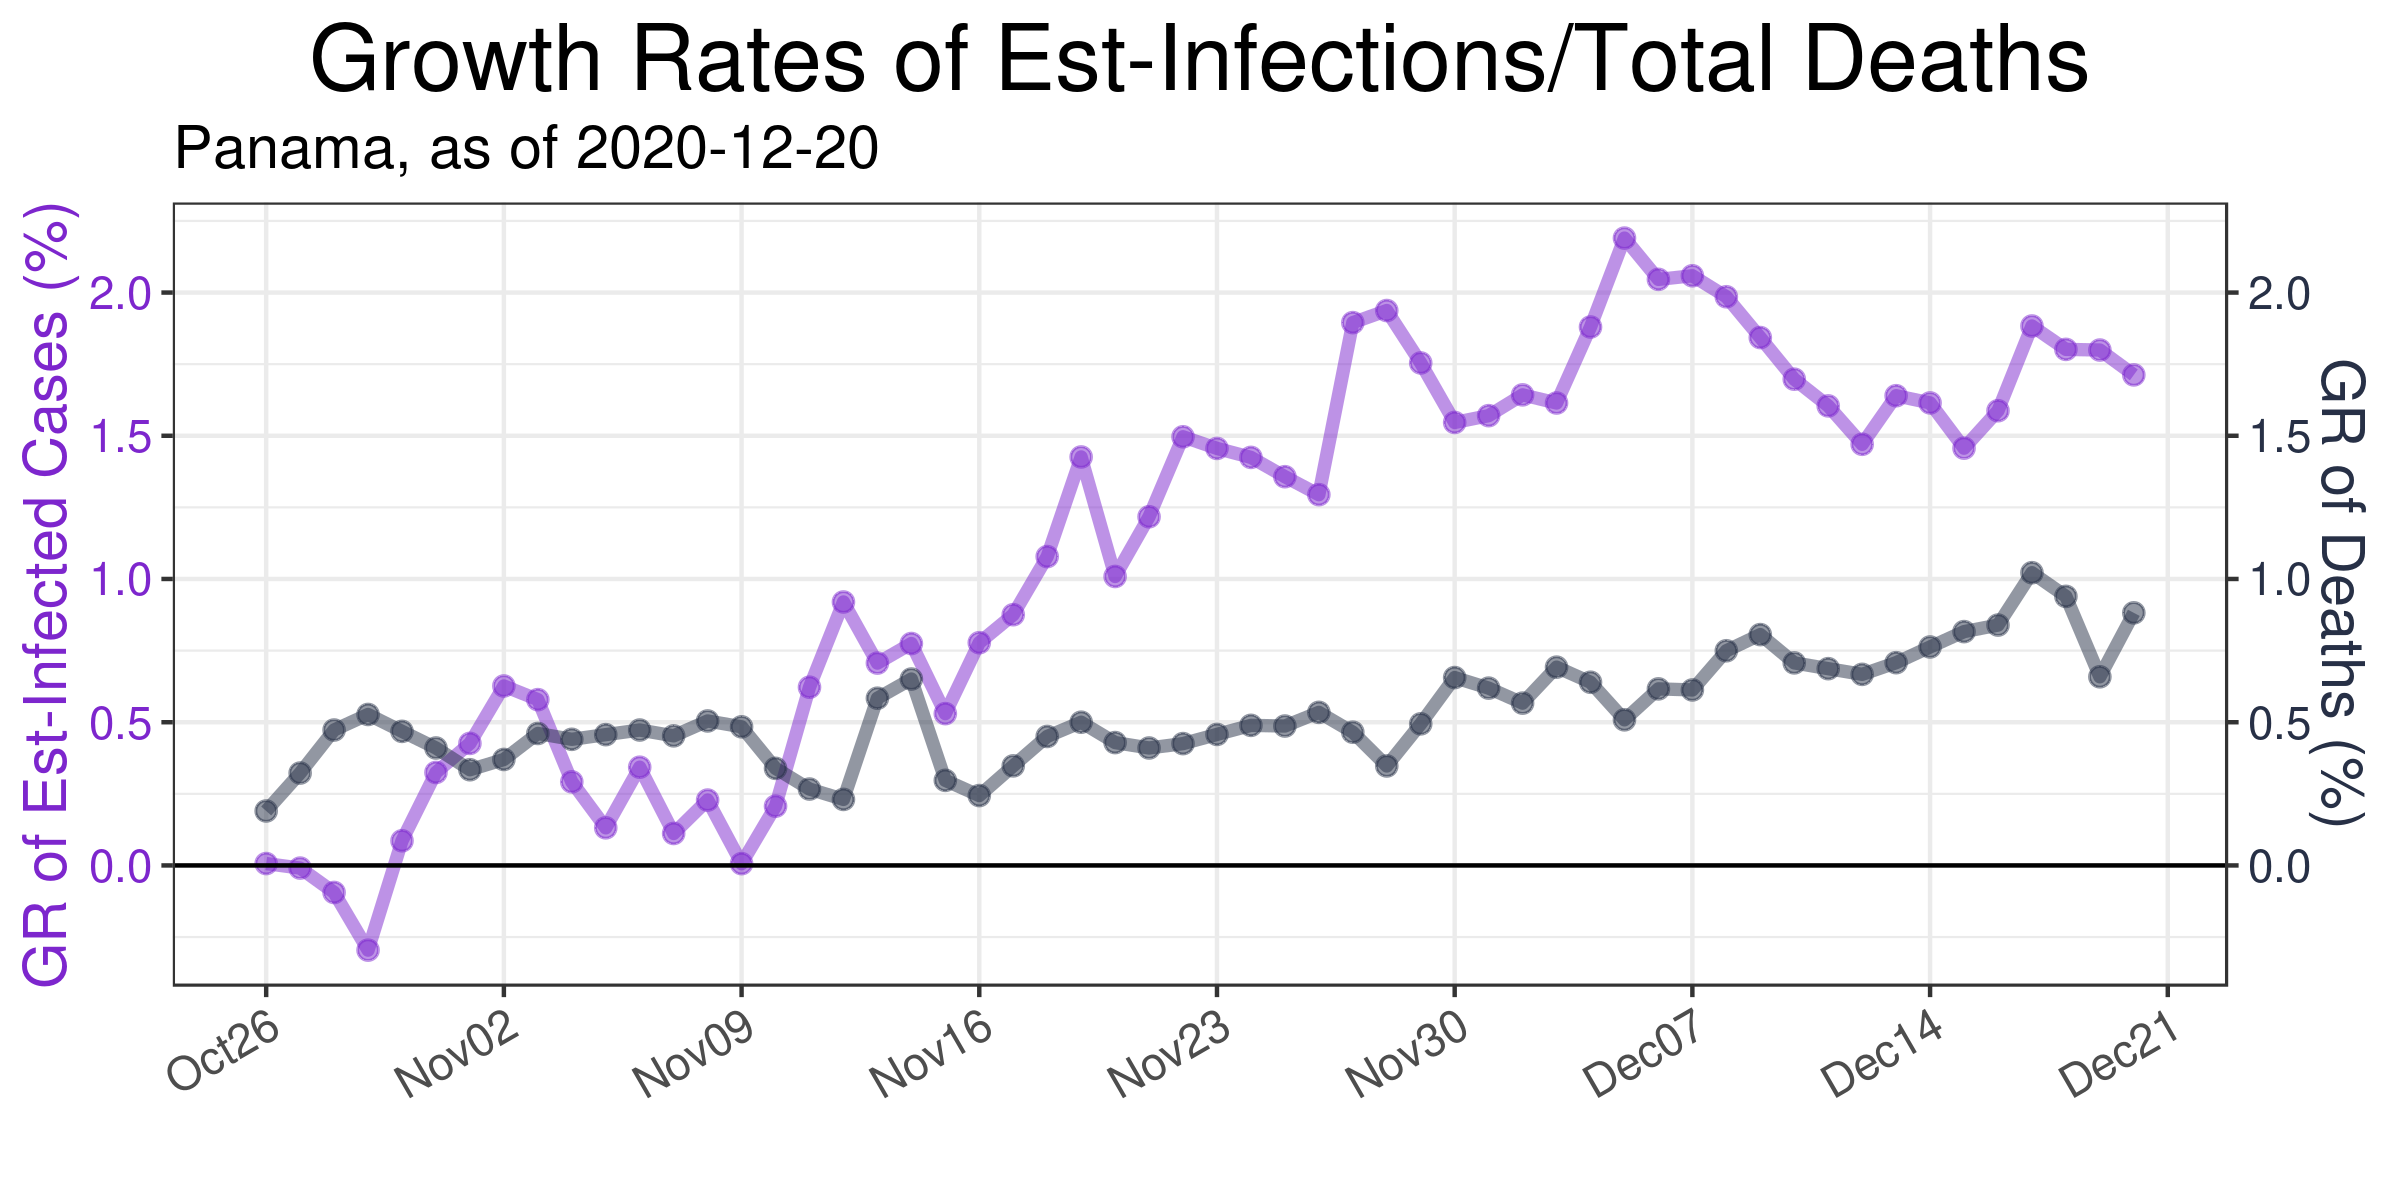 Growth Rates of Est-Infections/Total Deaths
Panama, as of 2020-12-20
GR of Est-Infected Cases (%)
2.0
1.5
1.0
0.5
0.0
2.0
1.5
1.0
0.5
0.0
GR of Deaths (%)
Oct26
Nov02
Nov09
Nov16
Nov23
Nov30
Dec07
Dec14
Dec21